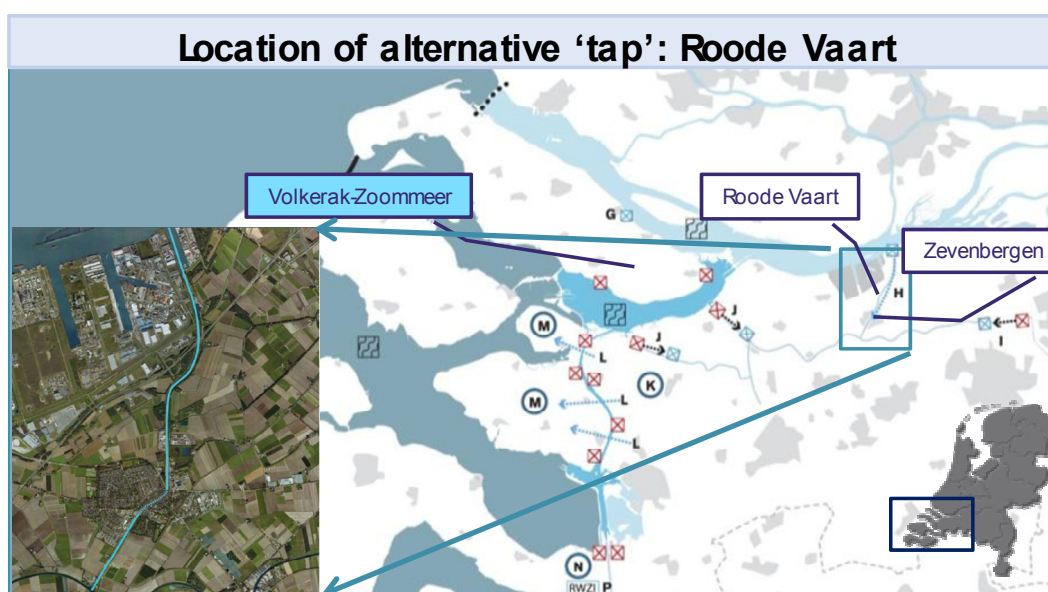 Location of alternative ‘tap’: Roode Vaart
Volkerak-Zoommeer
Roode Vaart
Zevenbergen
G
H
I
J
J
K
L
L
L
M
M
N
RWZI P